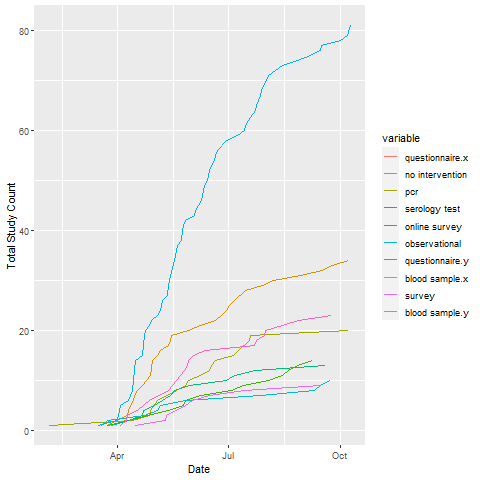 80
60
40
20
0
Total Study Count
Apr
Jul
Oct
Date
variable
questionnaire.x
no intervention
pcr
serology test
online survey
observational
questionnaire.y
blood sample.x
survey
blood sample.y